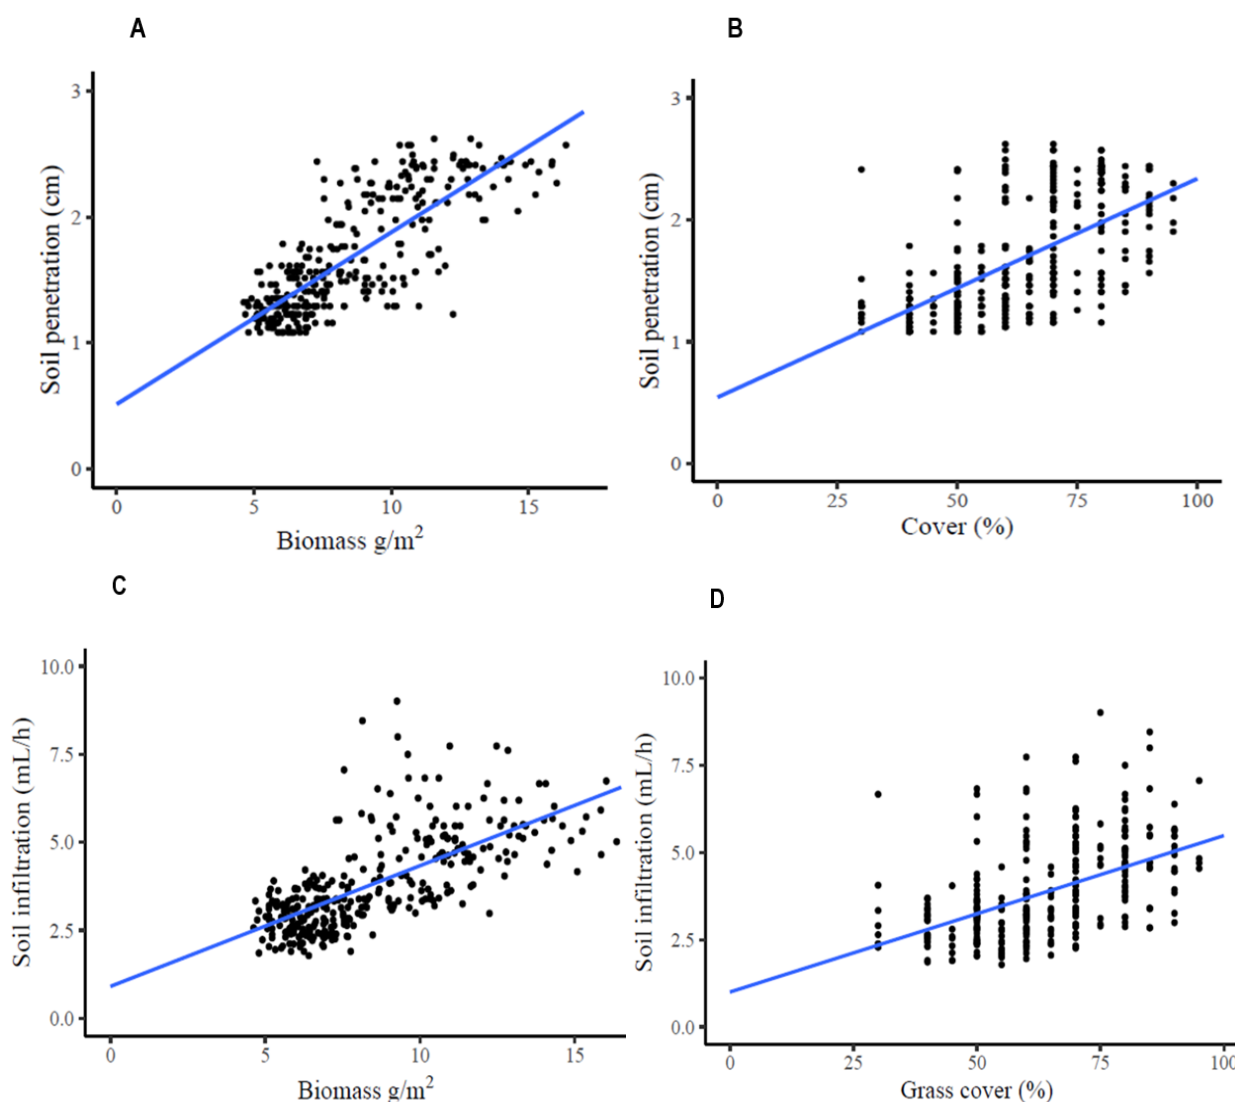 A
B
3
2
1
0
Soil penetration (cm)
0 5 10 15
Biomass g/m²
3
2
1
0
Soil penetration (cm)
0 25 50 75 100
Cover (%)
C
D
10.0
7.5
5.0
2.5
0.0
Soil infiltration (mL/h)
0 5 10 15
Biomass g/m²
10.0
7.5
5.0
2.5
0.0
Soil infiltration (mL/h)
0 25 50 75 100
Grass cover (%)